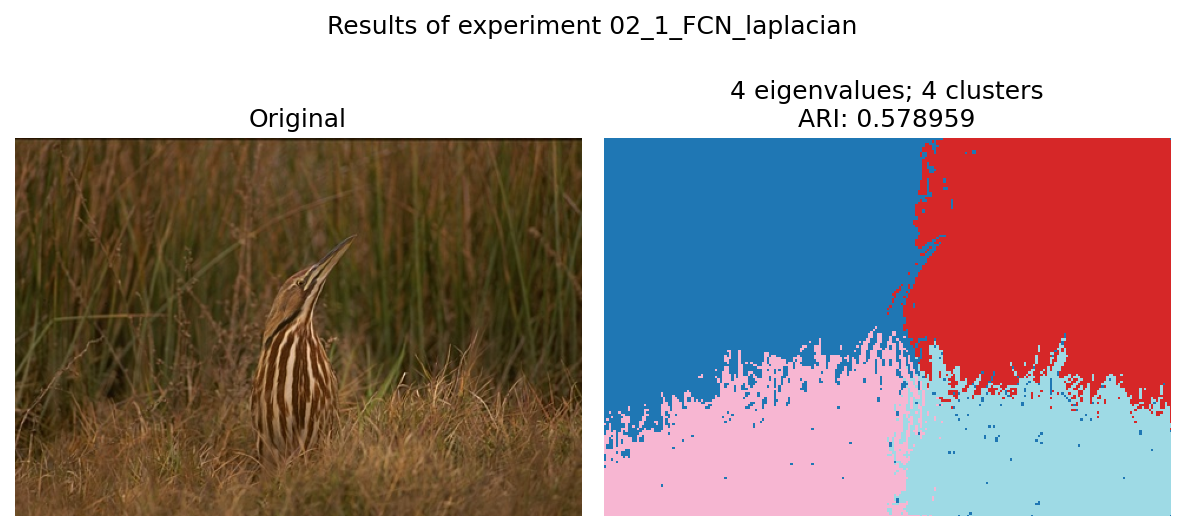 Results of experiment 02_1_FCN_laplacian
Original
4 eigenvalues; 4 clusters
ARI: 0.578959